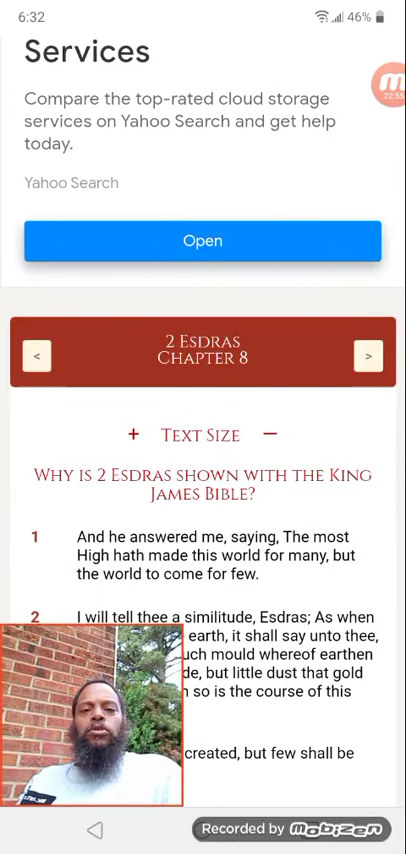 6:32
46%
Services
22:55
Compare the top-rated cloud storage
services on Yahoo Search and get help
today.
Yahoo Search
Open
2 Esdras
Chapter 8
<
>
+ Text Size −
Why is 2 Esdras shown with the King
James Bible?
1 And he answered me, saying, The most
High hath made this world for many, but
the world to come for few.
2 I will tell thee a similitude, Esdras; As when
earth, it shall say unto thee,
uch mould whereof earthen
de, but little dust that gold
so is the course of this
created, but few shall be
Recorded by mobizen